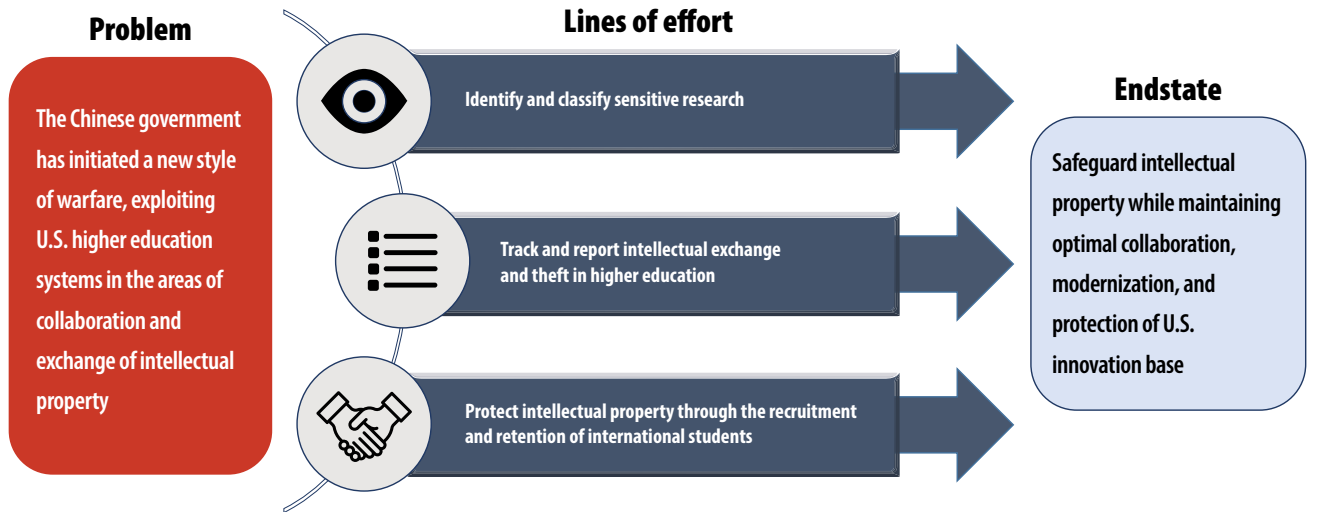 Problem
The Chinese government
has initiated a new style
of warfare, exploiting
U.S. higher education
systems in the areas of
collaboration and
exchange of intellectual
property
Lines of effort
Identify and classify sensitive research
Track and report intellectual exchange
and theft in higher education
Protect intellectual property through the recruitment
and retention of international students
Endstate
Safeguard intellectual
property while maintaining
optimal collaboration,
modernization, and
protection of U.S.
innovation base